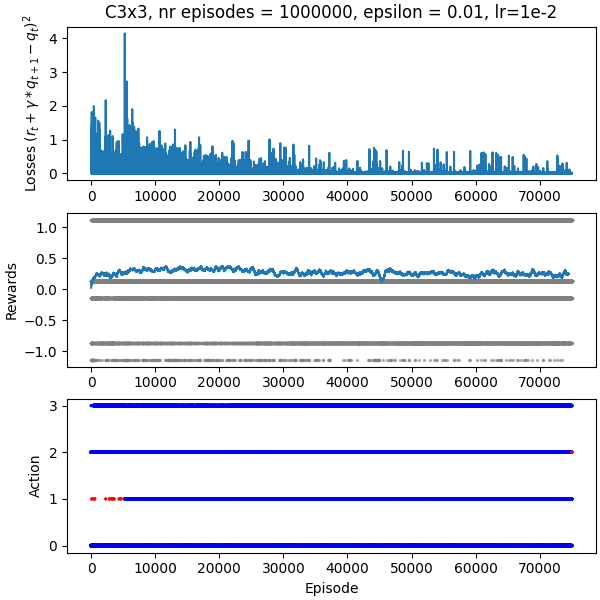 C3x3, nr episodes = 1000000, epsilon = 0.01, lr=1e-2
Losses $(r_t + \gamma * q_{t+1} - q_t)^2$
4
3
2
1
0
0 10000 20000 30000 40000 50000 60000 70000
Rewards
1.0
0.5
0.0
−0.5
−1.0
0 10000 20000 30000 40000 50000 60000 70000
Action
3
2
1
0
0 10000 20000 30000 40000 50000 60000 70000
Episode